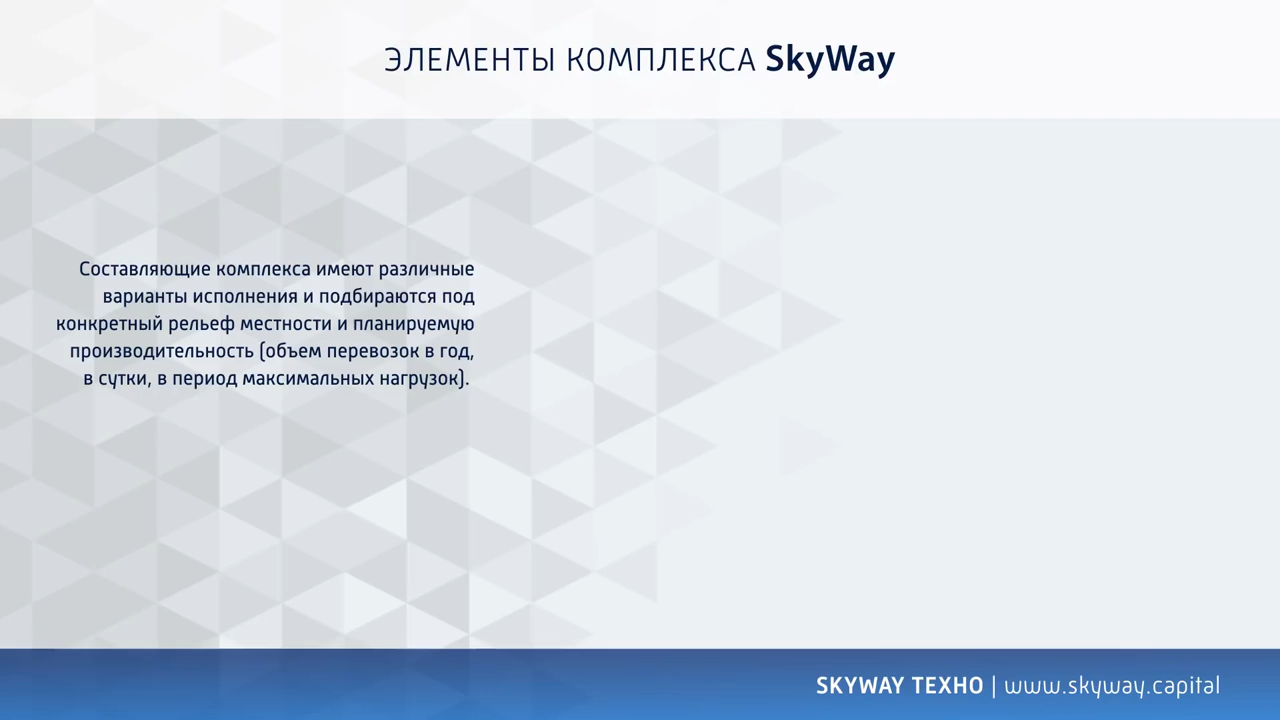 ЭЛЕМЕНТЫ КОМПЛЕКСА SkyWay
Составляющие комплекса имеют различные
варианты исполнения и подбираются под
конкретный рельеф местности и планируемую
производительность (объем перевозок в год,
в сутки, в период максимальных нагрузок).
SKYWAY ТЕХНО | www.skyway.capital